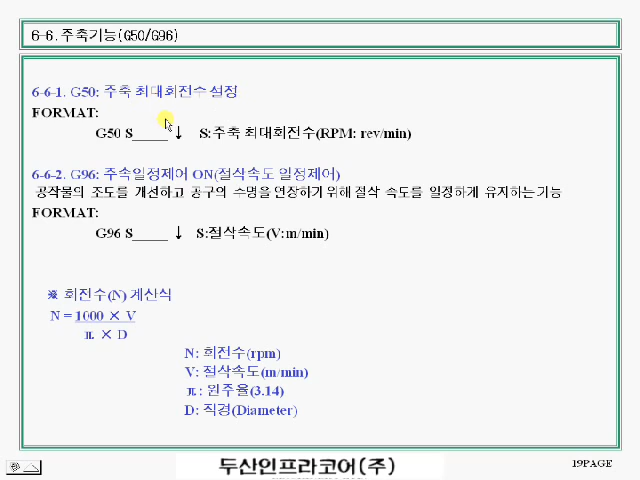 6-6.주축기능(G50/G96)
6-6-1. G50: 주축 최대회전수 설정
FORMAT:
G50 S_____ ↓ S:주축 최대회전수(RPM: rev/min)
6-6-2. G96: 주속일정제어 ON(절삭속도 일정제어)
공작물의 조도를 개선하고 공구의 수명을 연장하기 위해 절삭 속도를 일정하게 유지하는 기능
FORMAT:
G96 S_____ ↓ S:절삭속도(V:m/min)
※ 회전수(N) 계산식
N = 1000 × V
π × D
N: 회전수(rpm)
V: 절삭속도(m/min)
π: 원주율(3.14)
D: 직경(Diameter)
두산인프라코어(주)
19PAGE